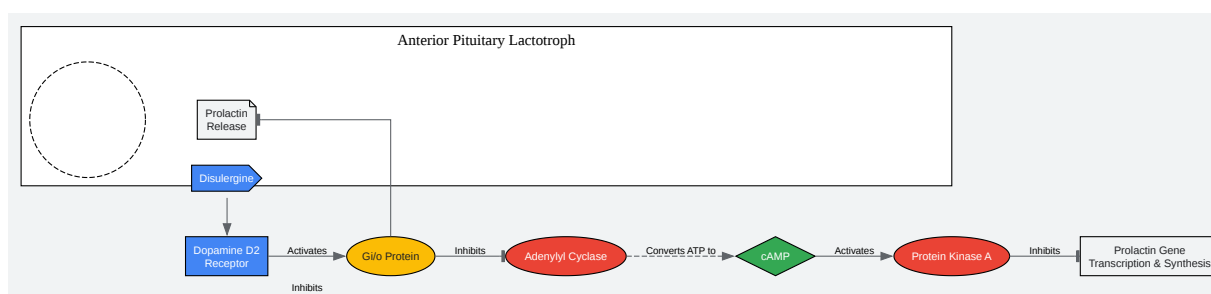 Anterior Pituitary Lactotroph
Prolactin
Release
Disulergine
Dopamine D2
Receptor
Activates
Gi/o Protein
Inhibits
Adenylyl Cyclase
Converts ATP to
cAMP
Activates
Protein Kinase A
Inhibits
Prolactin Gene
Transcription & Synthesis
Inhibits